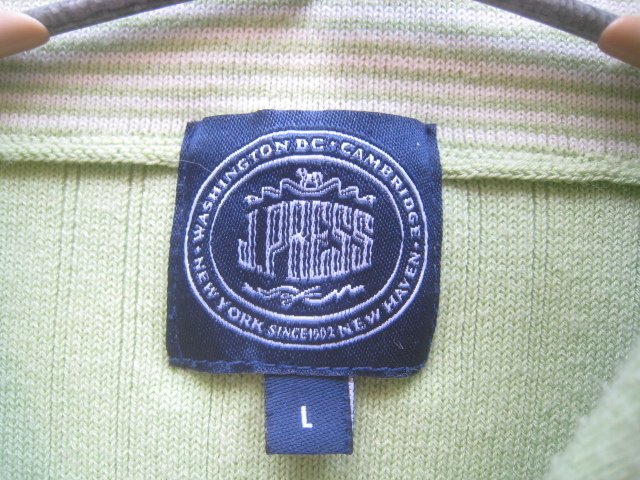 WASHINGTON DC • CAMBRIDGE •
J.PRESS
NEW YORK SINCE 1902 NEW HAVEN
L